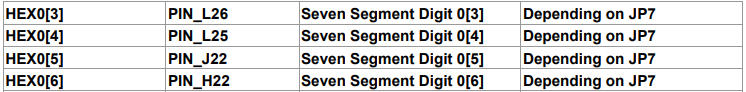 HEX0[3] PIN_L26 Seven Segment Digit 0[3] Depending on JP7
HEX0[4] PIN_L25 Seven Segment Digit 0[4] Depending on JP7
HEX0[5] PIN_J22 Seven Segment Digit 0[5] Depending on JP7
HEX0[6] PIN_H22 Seven Segment Digit 0[6] Depending on JP7